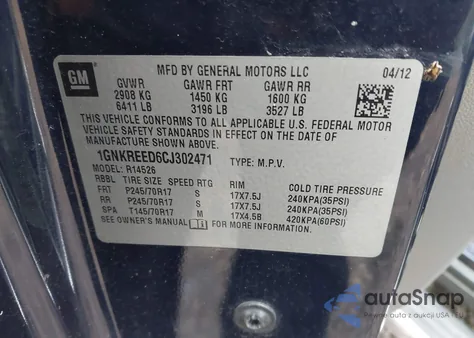 GM
MFD BY GENERAL MOTORS LLC 04/12
GVWR GAWR FRT GAWR RR
2908 KG 1450 KG 1600 KG
6411 LB 3196 LB 3527 LB
THIS VEHICLE CONFORMS TO ALL APPLICABLE U.S. FEDERAL MOTOR
VEHICLE SAFETY STANDARDS IN EFFECT ON THE DATE OF
MANUFACTURE SHOWN ABOVE.
1GNKREED6CJ302471 TYPE: M.P.V.
MODEL: R14526
RBBL TIRE SIZE SPEED RTG RIM COLD TIRE PRESSURE
FRT P245/70R17 S 17X7.5J 240KPA(35PSI)
RR P245/70R17 S 17X7.5J 240KPA(35PSI)
SPA T145/70R17 M 17X4.5B 420KPA(60PSI)
SEE OWNER'S MANUAL FOR MORE INFORMATION
autoSnap